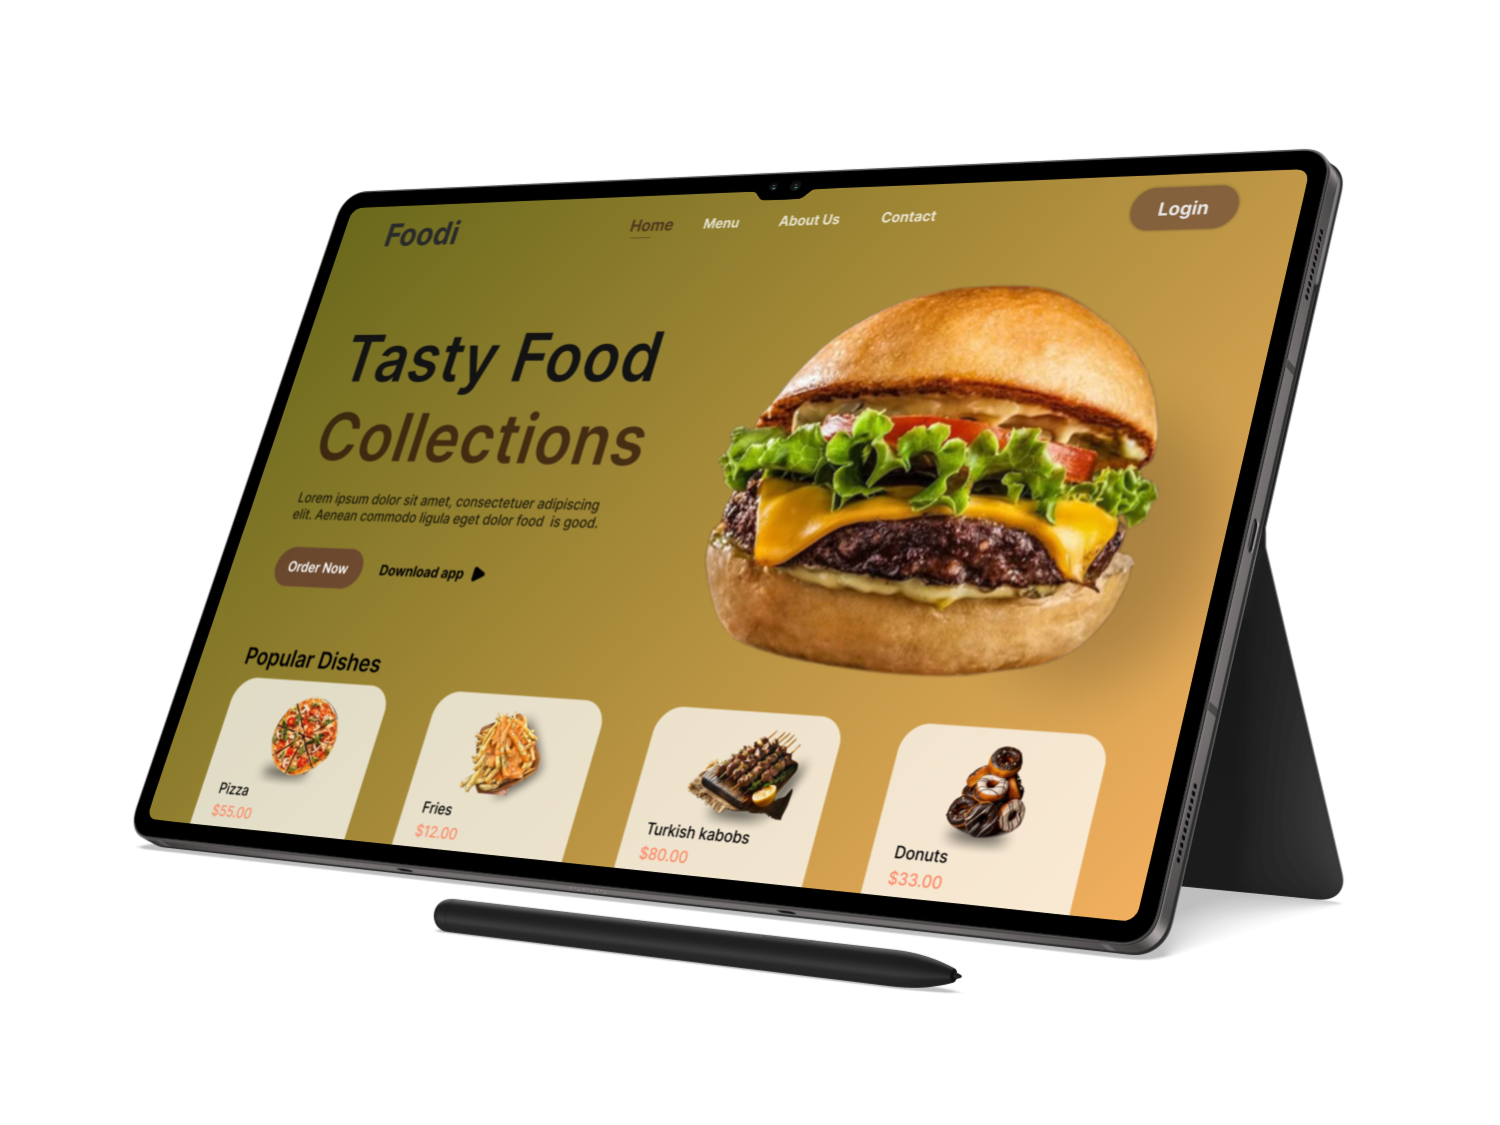 Foodi
Home
Menu
About Us
Contact
Login
Tasty Food
Collections
Lorem ipsum dolor sit amet, consectetuer adipiscing
elit. Aenean commodo ligula eget dolor food is good.
Order Now
Download app
Popular Dishes
Pizza
$55.00
Fries
$12.00
Turkish kabobs
$80.00
Donuts
$33.00